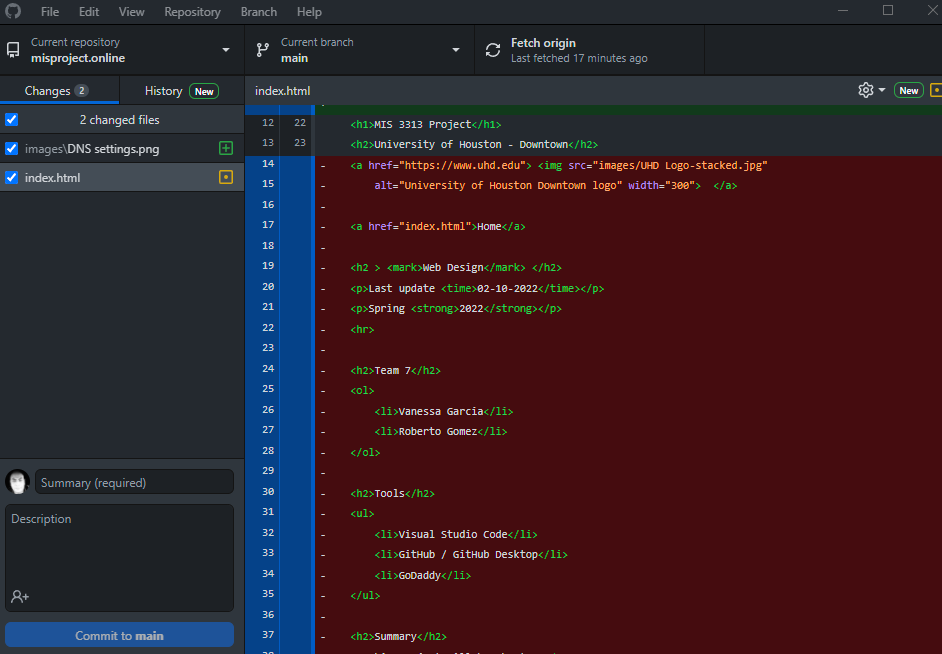 File Edit View Repository Branch Help
Current repository
misproject.online
Current branch
main
Fetch origin
Last fetched 17 minutes ago
Changes 2 History New
index.html
New
2 changed files
images\DNS settings.png
index.html
12 22 <h1>MIS 3313 Project</h1>
13 23 <h2>University of Houston - Downtown</h2>
14 - <a href="https://www.uhd.edu"> <img src="images/UHD Logo-stacked.jpg"
15 - alt="University of Houston Downtown logo" width="300">  </a>
16 -
17 - <a href="index.html">Home</a>
18 -
19 - <h2 > <mark>Web Design</mark> </h2>
20 - <p>Last update <time>02-10-2022</time></p>
21 - <p>Spring <strong>2022</strong></p>
22 - <hr>
23 -
24 - <h2>Team 7</h2>
25 - <ol>
26 - <li>Vanessa Garcia</li>
27 - <li>Roberto Gomez</li>
28 - </ol>
29 -
30 - <h2>Tools</h2>
31 - <ul>
32 - <li>Visual Studio Code</li>
33 - <li>GitHub / GitHub Desktop</li>
34 - <li>GoDaddy</li>
35 - </ul>
36 -
37 - <h2>Summary</h2>
Summary (required)
Description
Commit to main